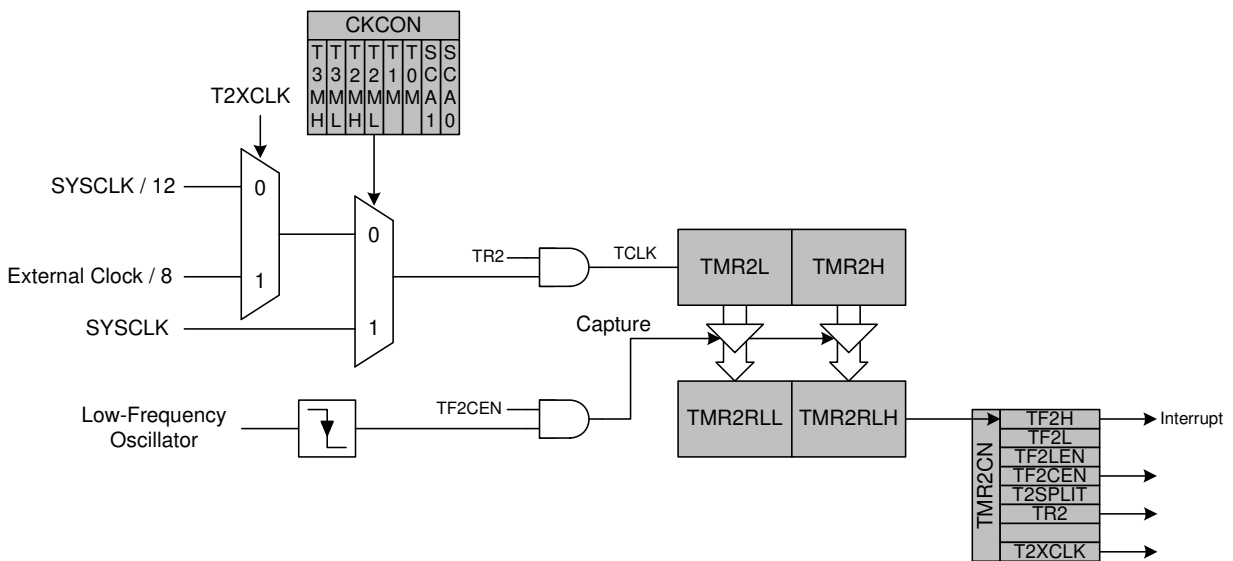 CKCON
T3MH
T3ML
T2MH
T2ML
T1M
T0M
SCA1
SCA0
T2XCLK
SYSCLK / 12
0
External Clock / 8
1
SYSCLK
0
1
TR2
TCLK
TMR2L
TMR2H
Capture
Low-Frequency
Oscillator
TF2CEN
TMR2RLL
TMR2RLH
TMR2CN
TF2H
TF2L
TF2LEN
TF2CEN
T2SPLIT
TR2
T2XCLK
Interrupt